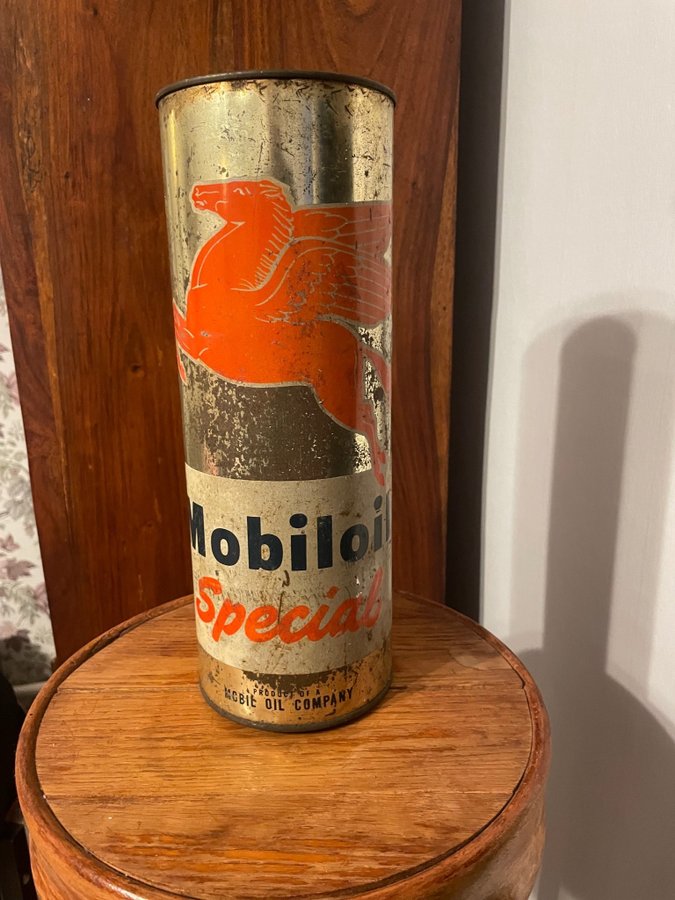 Mobiloil
Special
A PRODUCT OF A
MOBIL OIL COMPANY